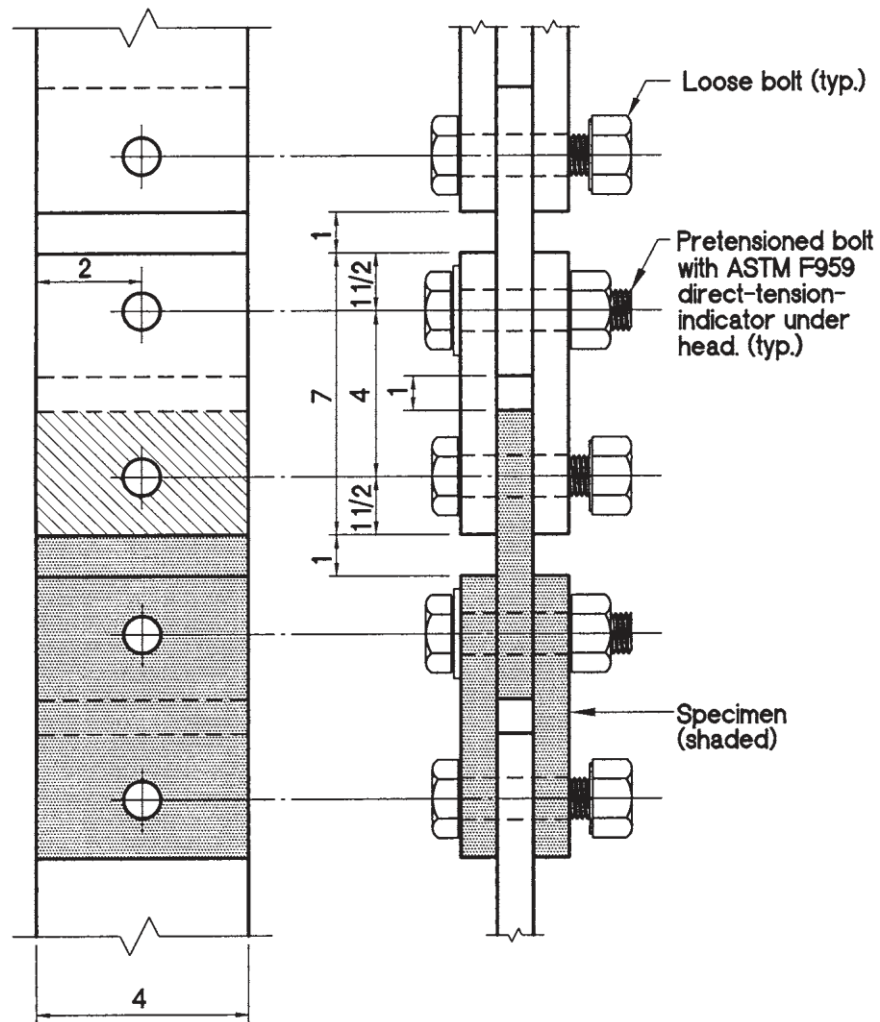 Loose bolt (typ.)
1
2
1 1/2
Pretensioned bolt
with ASTM F959
direct-tension-
indicator under
head. (typ.)
7
4
1
1 1/2
1
Specimen
(shaded)
4